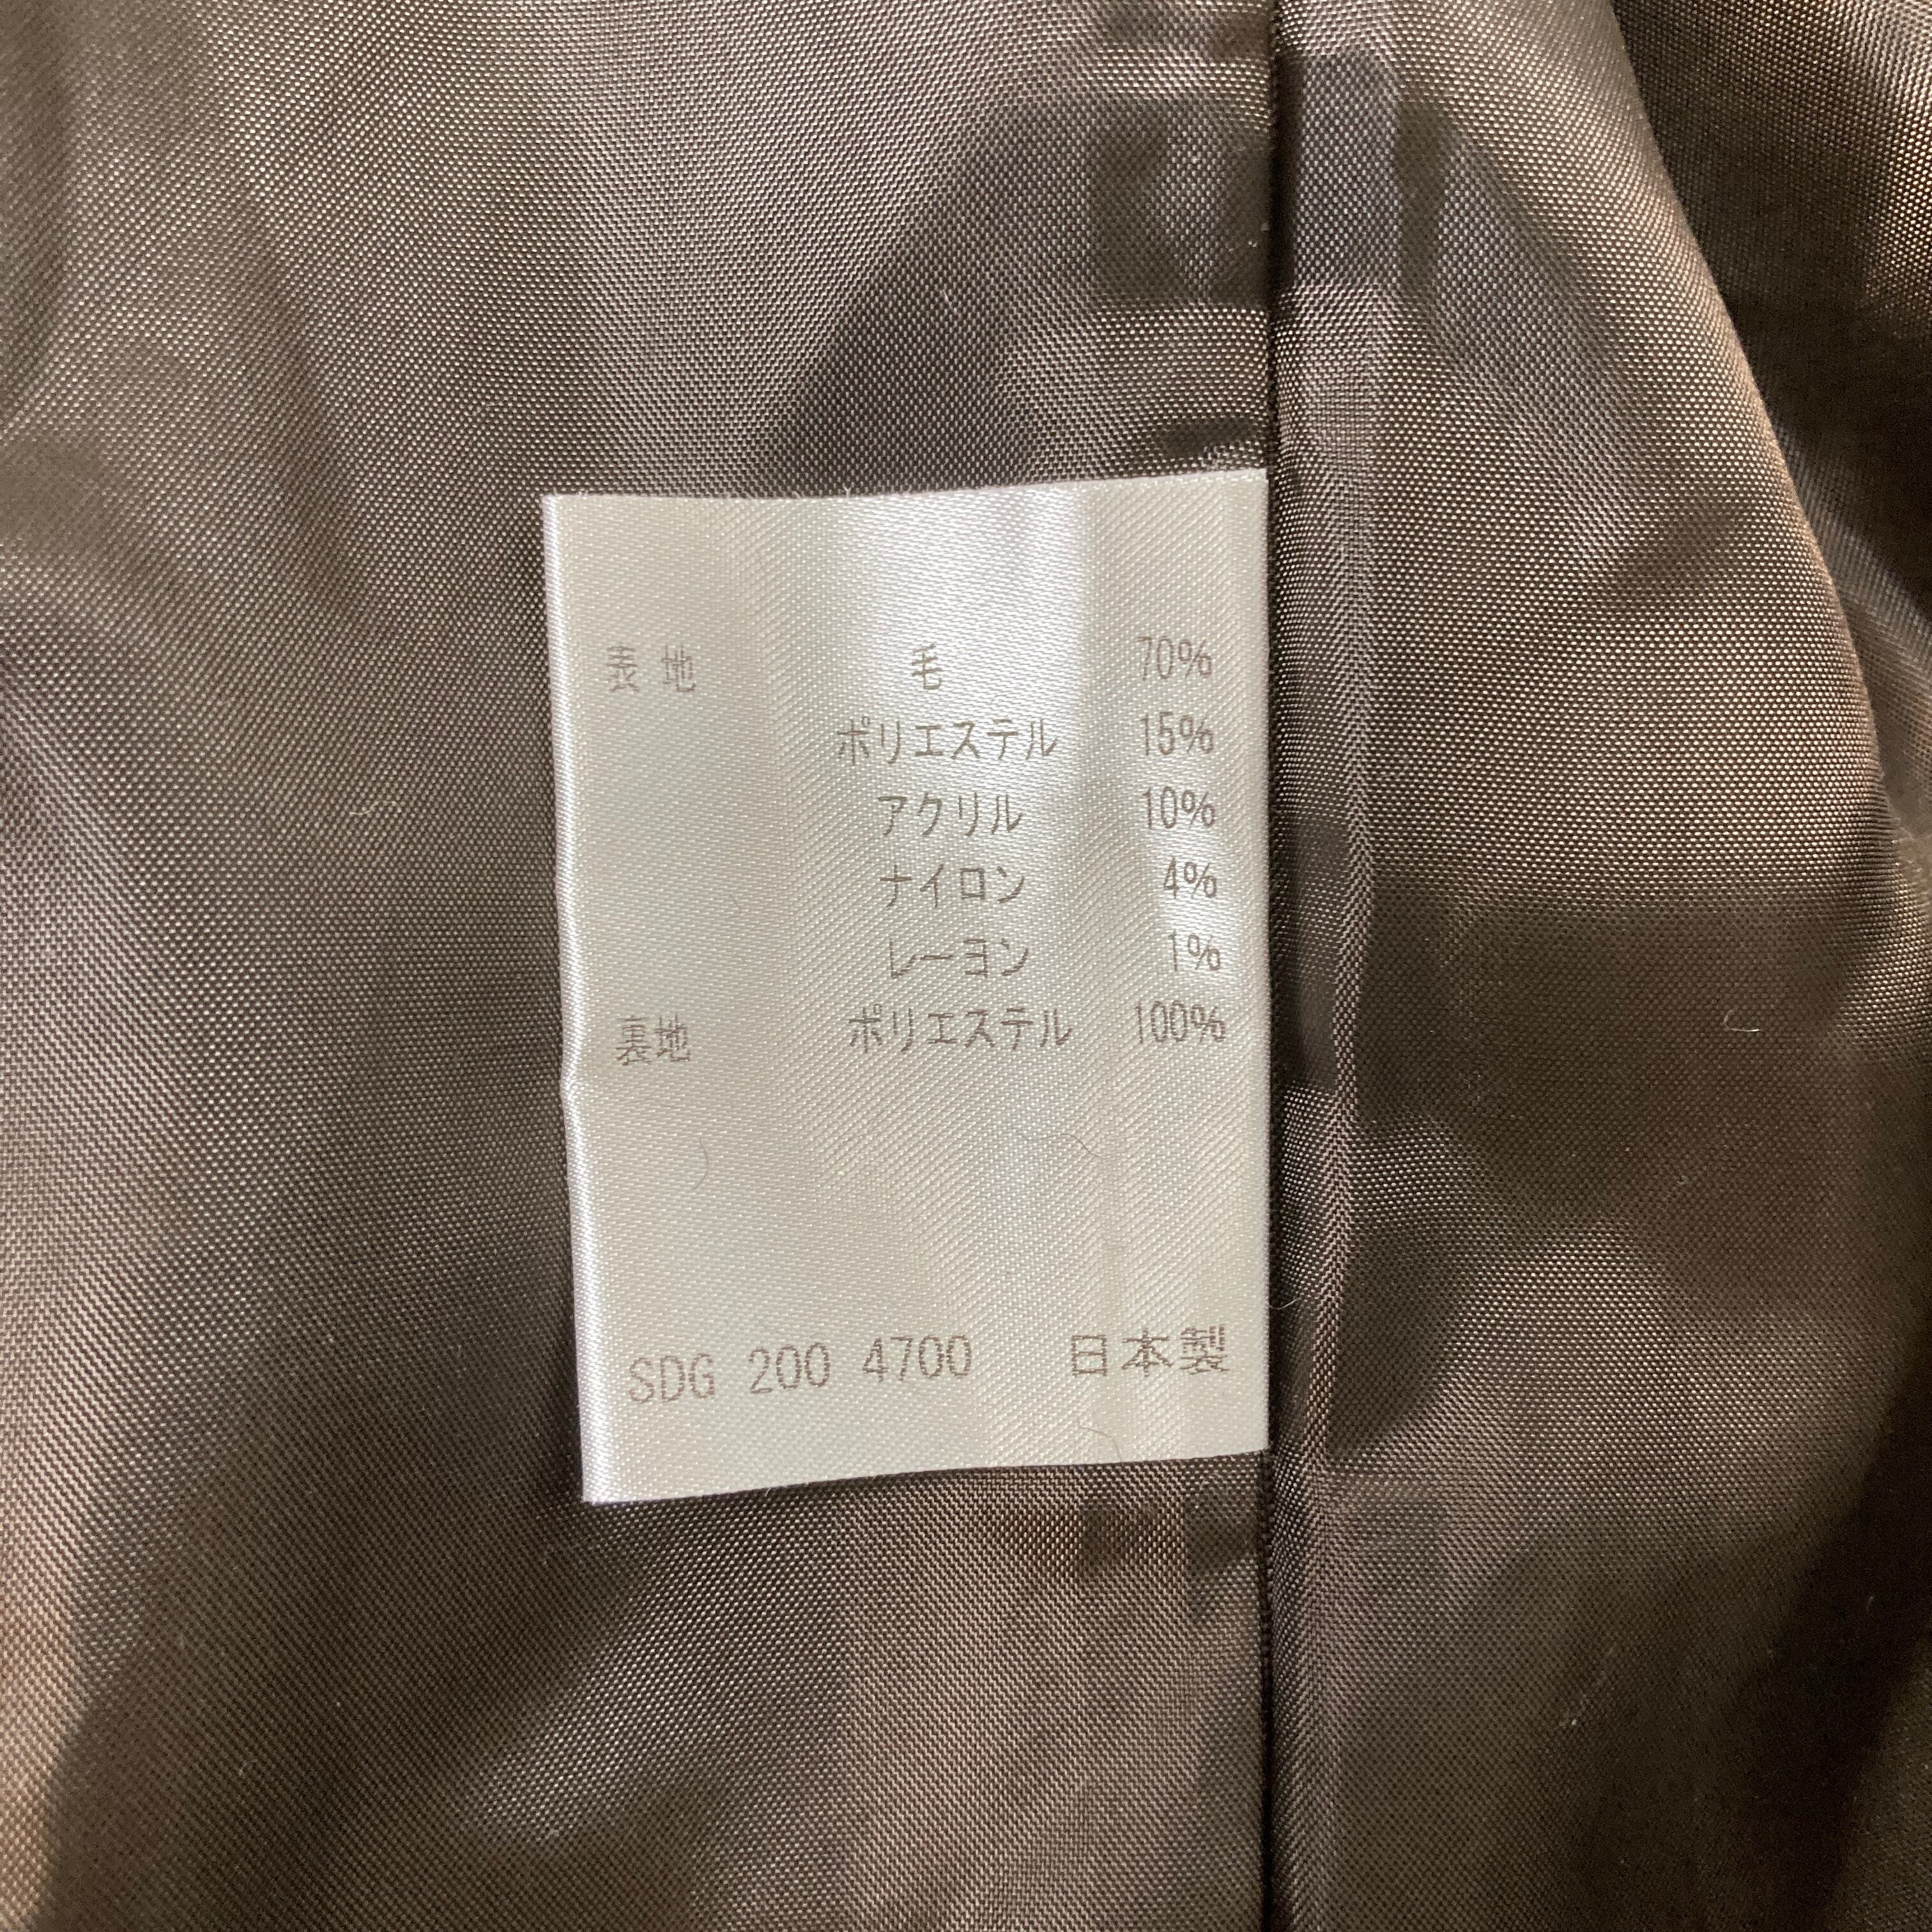 表地 毛 70%
ポリエステル 15%
アクリル 10%
ナイロン 4%
レーヨン 1%
裏地 ポリエステル 100%
SDG 200 4700 日本製